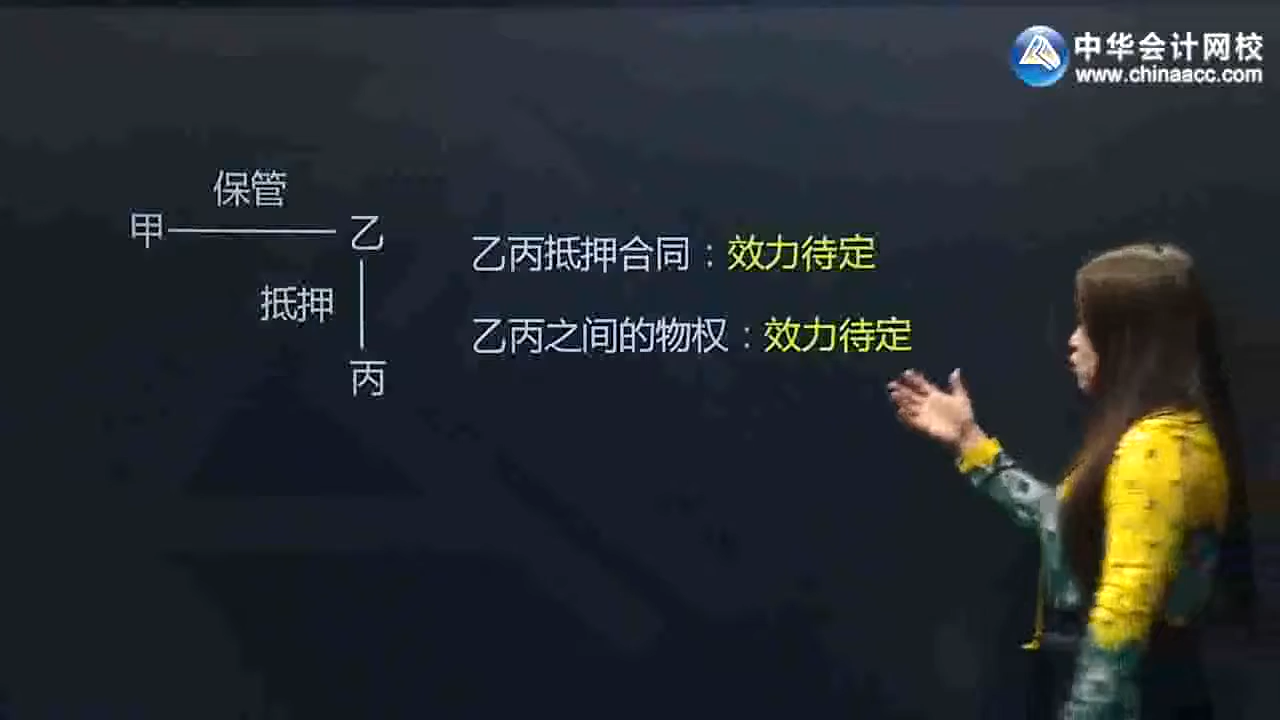 中华会计网校
www.chinaacc.com
保管
甲 乙
抵押
丙
乙丙抵押合同：效力待定
乙丙之间的物权：效力待定